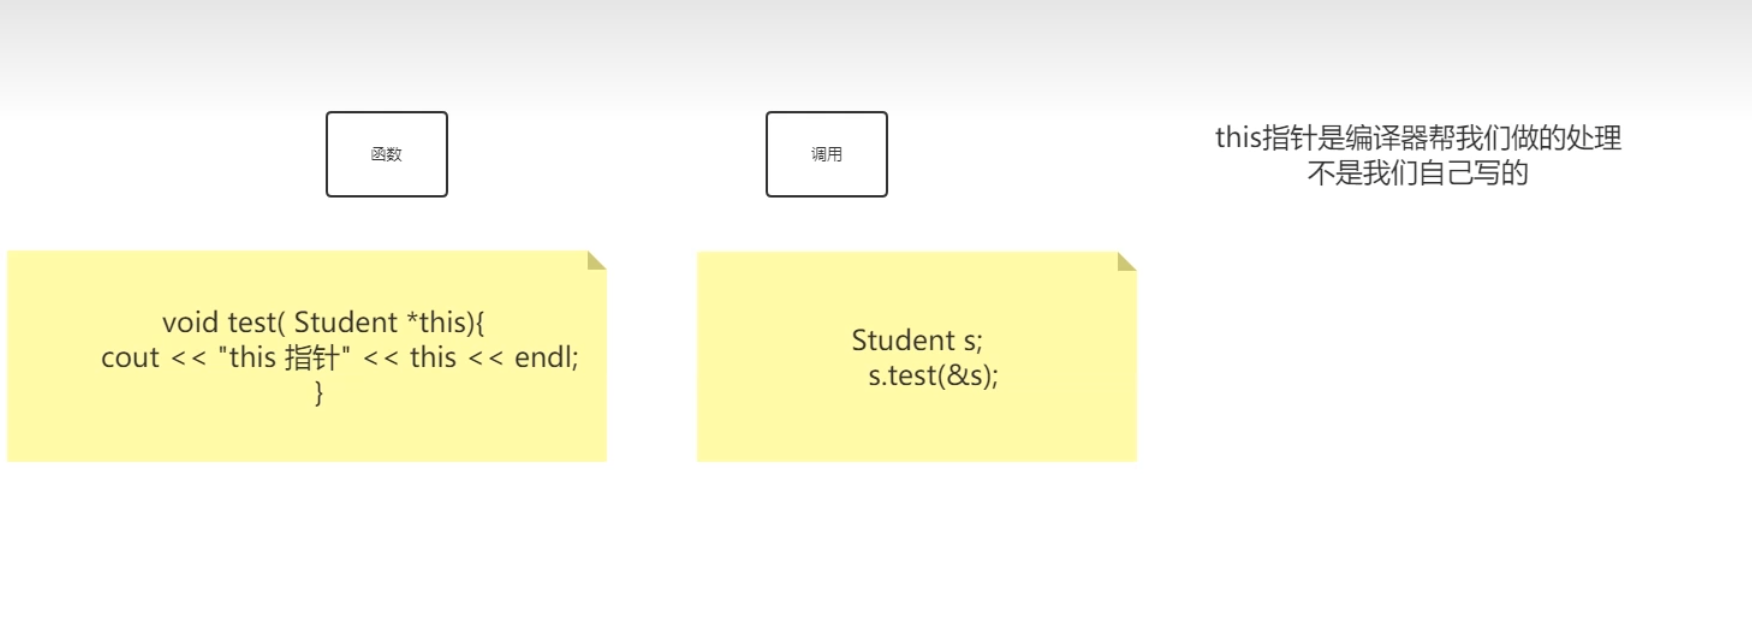 函数
调用
this指针是编译器帮我们做的处理
不是我们自己写的
void test( Student *this){
cout << "this 指针" << this << endl;
}
Student s;
s.test(&s);